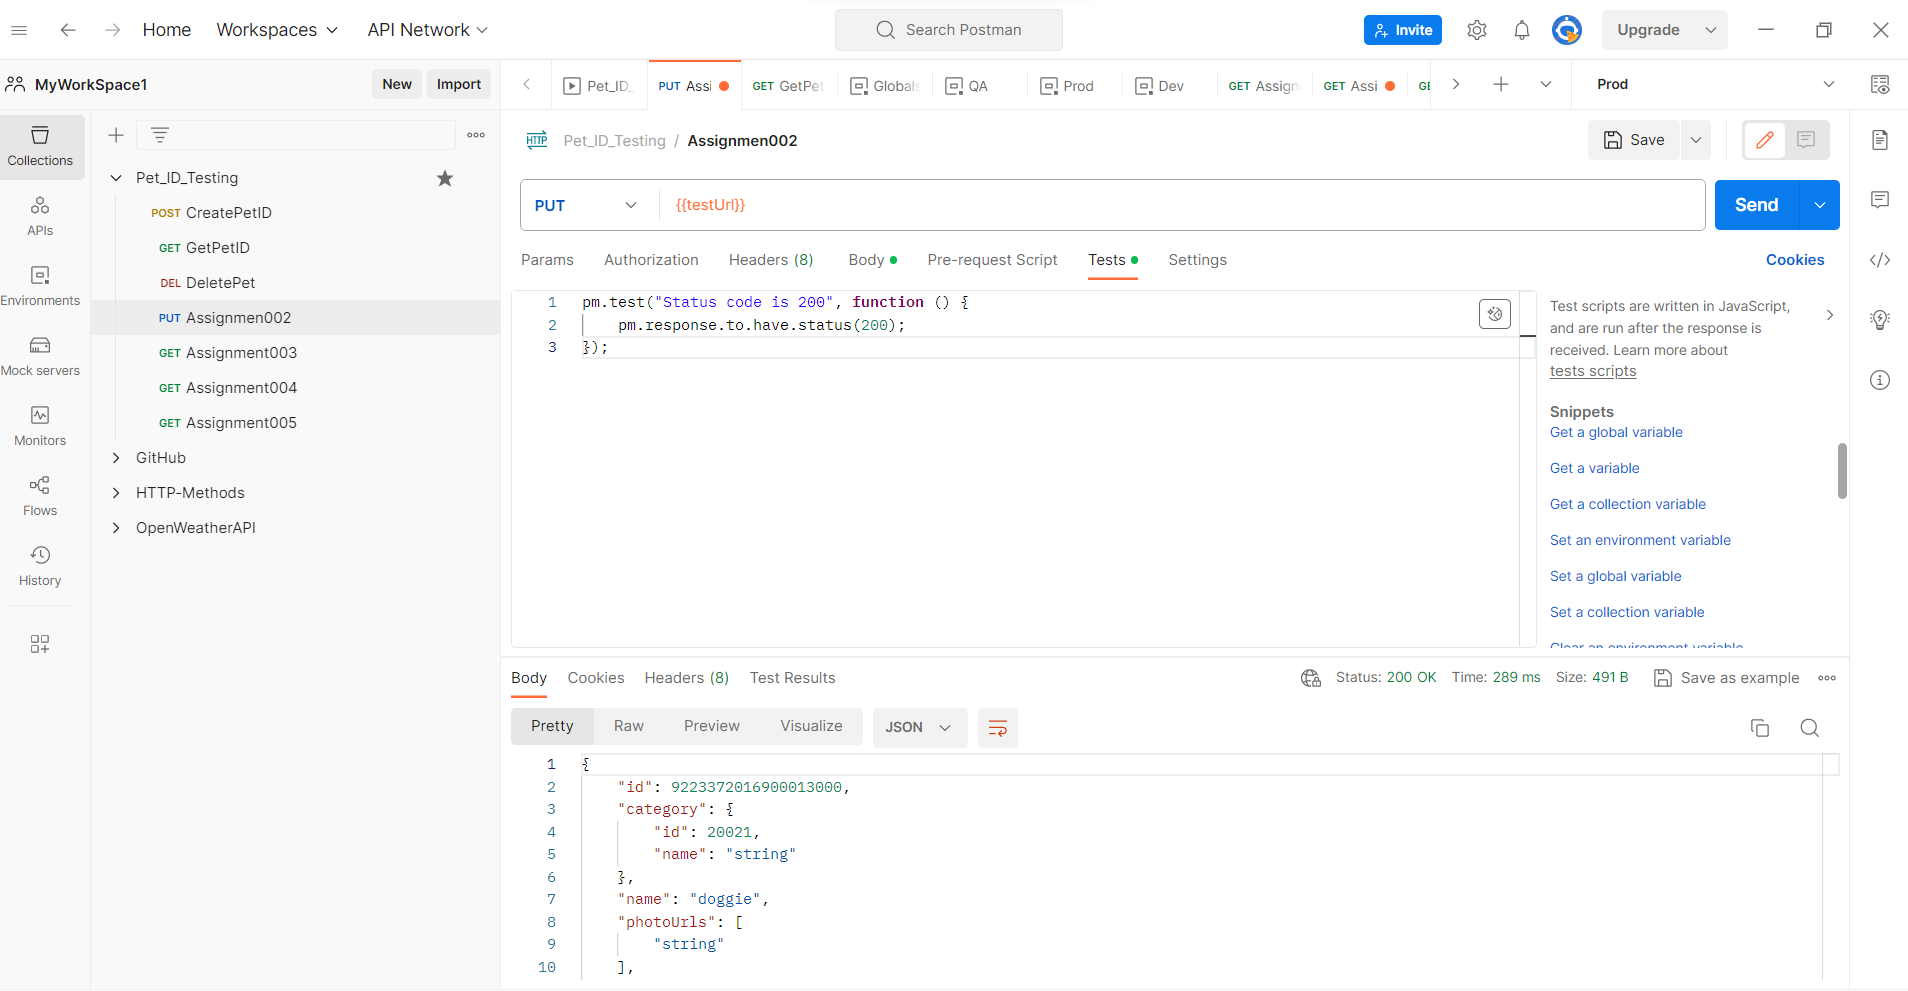 Home Workspaces API Network Search Postman Invite Upgrade
MyWorkSpace1 New Import Pet_ID_ PUT Assi GET GetPet Globals QA Prod Dev GET Assign GET Assi GE Prod
Pet_ID_Testing / Assignmen002 Save
PUT {{testUrl}} Send
Params Authorization Headers (8) Body Pre-request Script Tests Settings Cookies
Collections
APIs
Environments
Mock servers
Monitors
Flows
History
Pet_ID_Testing
POST CreatePetID
GET GetPetID
DEL DeletePet
PUT Assignmen002
GET Assignment003
GET Assignment004
GET Assignment005
GitHub
HTTP-Methods
OpenWeatherAPI
1 pm.test("Status code is 200", function () {
2 pm.response.to.have.status(200);
3 });
Test scripts are written in JavaScript,
and are run after the response is
received. Learn more about
tests scripts
Snippets
Get a global variable
Get a variable
Get a collection variable
Set an environment variable
Set a global variable
Set a collection variable
Clear an environment variable
Body Cookies Headers (8) Test Results Status: 200 OK Time: 289 ms Size: 491 B Save as example
Pretty Raw Preview Visualize JSON
1 {
2 "id": 9223372016900013000,
3 "category": {
4 "id": 20021,
5 "name": "string"
6 },
7 "name": "doggie",
8 "photoUrls": [
9 "string"
10 ],